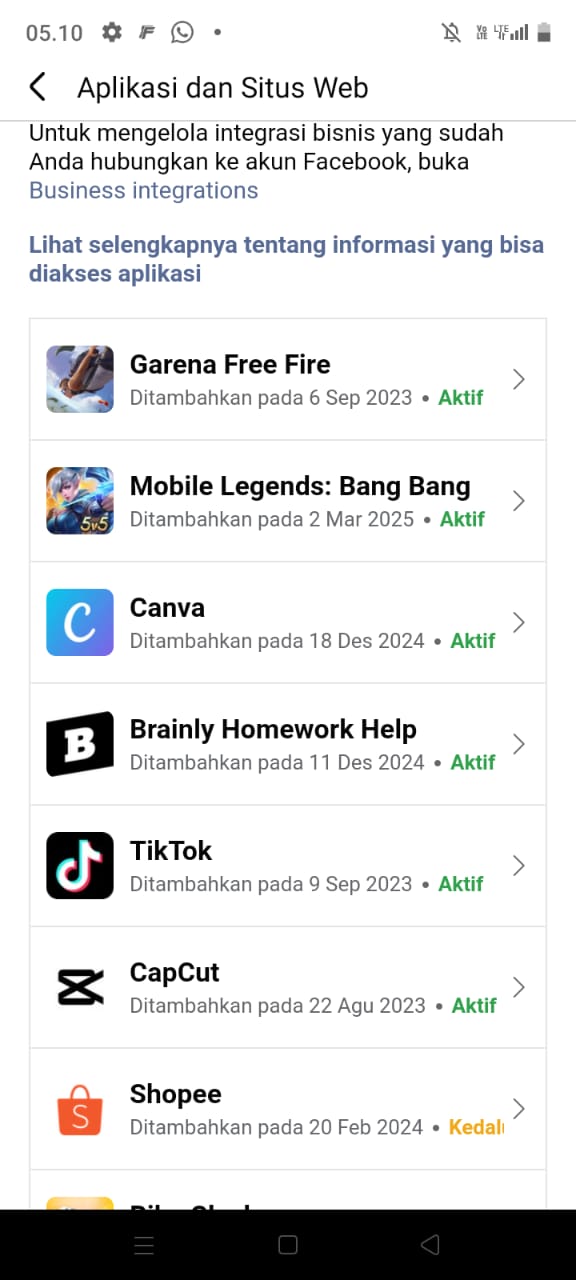 05.10
Aplikasi dan Situs Web
Untuk mengelola integrasi bisnis yang sudah
Anda hubungkan ke akun Facebook, buka
Business integrations
Lihat selengkapnya tentang informasi yang bisa
diakses aplikasi
Garena Free Fire
Ditambahkan pada 6 Sep 2023 • Aktif
5v5
Mobile Legends: Bang Bang
Ditambahkan pada 2 Mar 2025 • Aktif
C
Canva
Ditambahkan pada 18 Des 2024 • Aktif
B
Brainly Homework Help
Ditambahkan pada 11 Des 2024 • Aktif
TikTok
Ditambahkan pada 9 Sep 2023 • Aktif
CapCut
Ditambahkan pada 22 Agu 2023 • Aktif
S
Shopee
Ditambahkan pada 20 Feb 2024 •